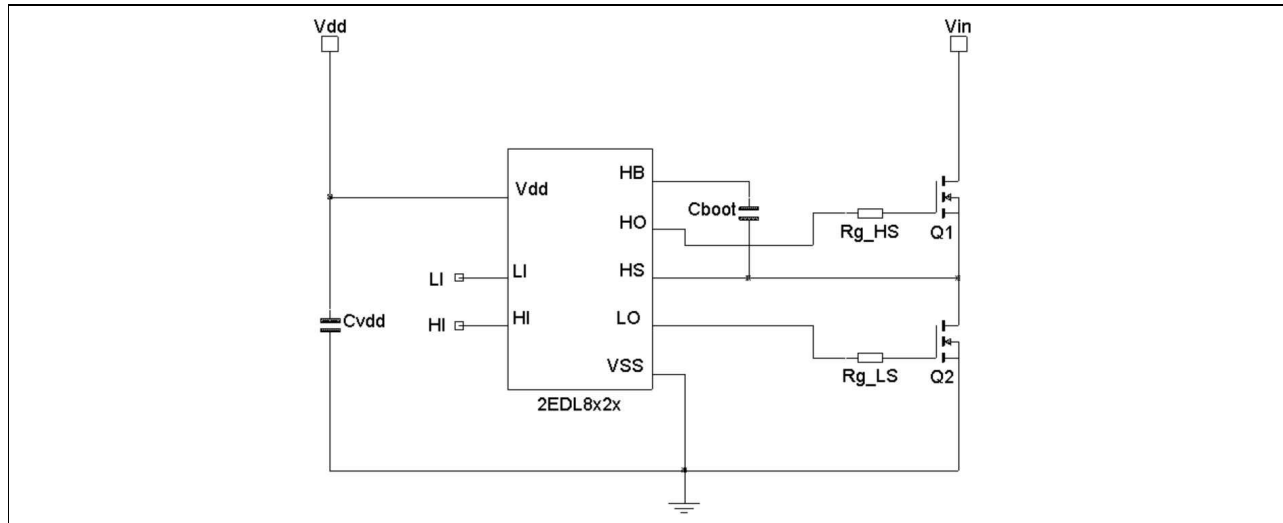 Vdd
Vin
HB
Vdd
Cboot
HO
Rg_HS
Q1
HS
LI
LI
HI
HI
Cvdd
LO
Rg_LS
Q2
VSS
2EDL8x2x